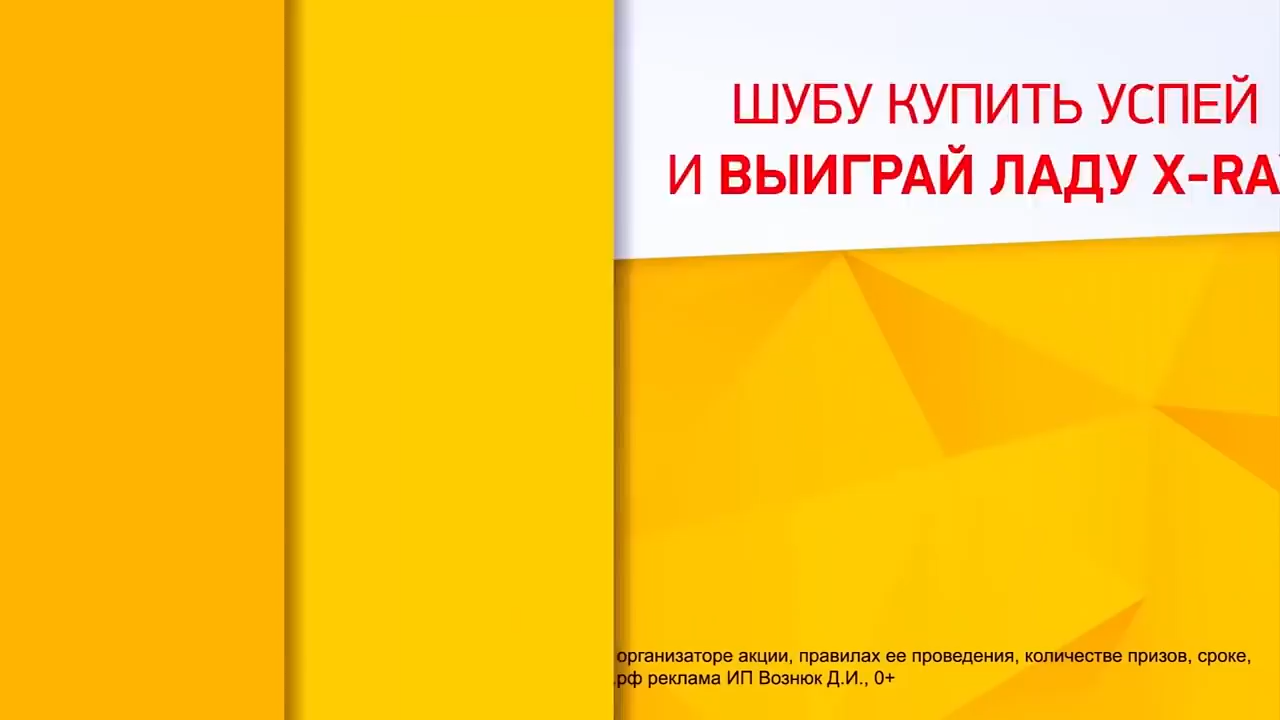 ШУБУ КУПИТЬ УСПЕЙ
И ВЫИГРАЙ ЛАДУ X-RA
организаторе акции, правилах ее проведения, количестве призов, сроке,
.рф реклама ИП Вознюк Д.И., 0+